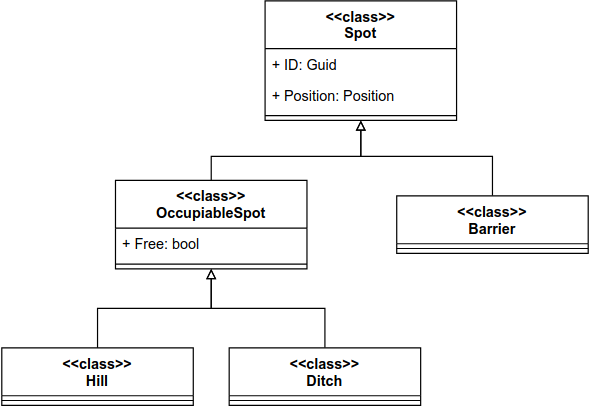 <<class>>
Spot
+ ID: Guid
+ Position: Position
<<class>>
OccupiableSpot
+ Free: bool
<<class>>
Barrier
<<class>>
Hill
<<class>>
Ditch